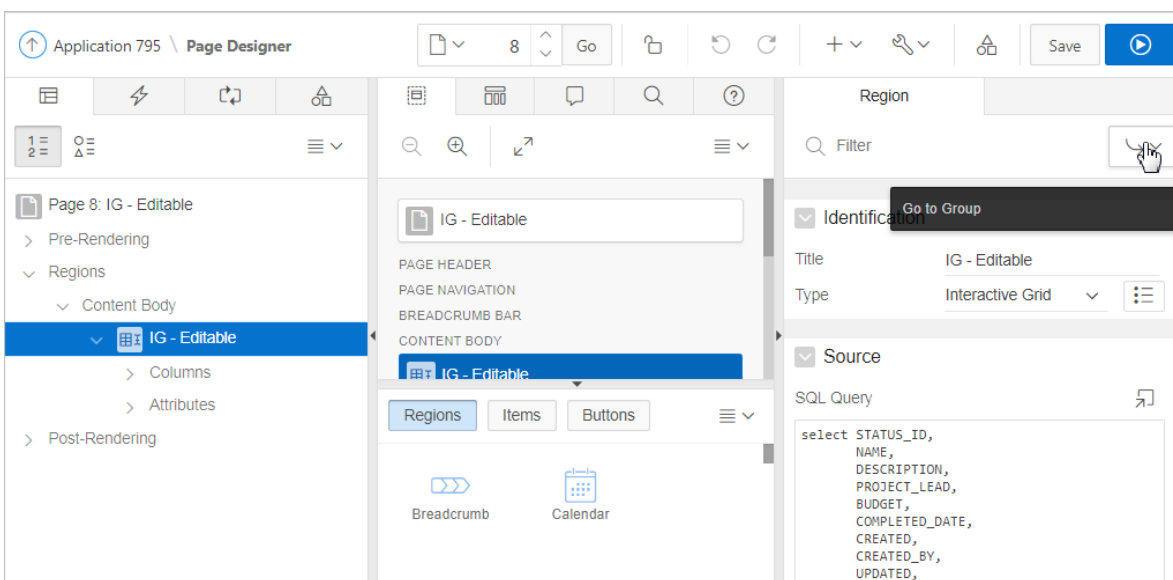 Application 795 \ Page Designer
8
Go
Save
Page 8: IG - Editable
Pre-Rendering
Regions
Content Body
IG - Editable
Columns
Attributes
Post-Rendering
IG - Editable
PAGE HEADER
PAGE NAVIGATION
BREADCRUMB BAR
CONTENT BODY
IG - Editable
Regions
Items
Buttons
Breadcrumb
Calendar
Region
Filter
Go to Group
Identification
Title
IG - Editable
Type
Interactive Grid
Source
SQL Query
select STATUS_ID,
NAME,
DESCRIPTION,
PROJECT_LEAD,
BUDGET,
COMPLETED_DATE,
CREATED,
CREATED_BY,
UPDATED,